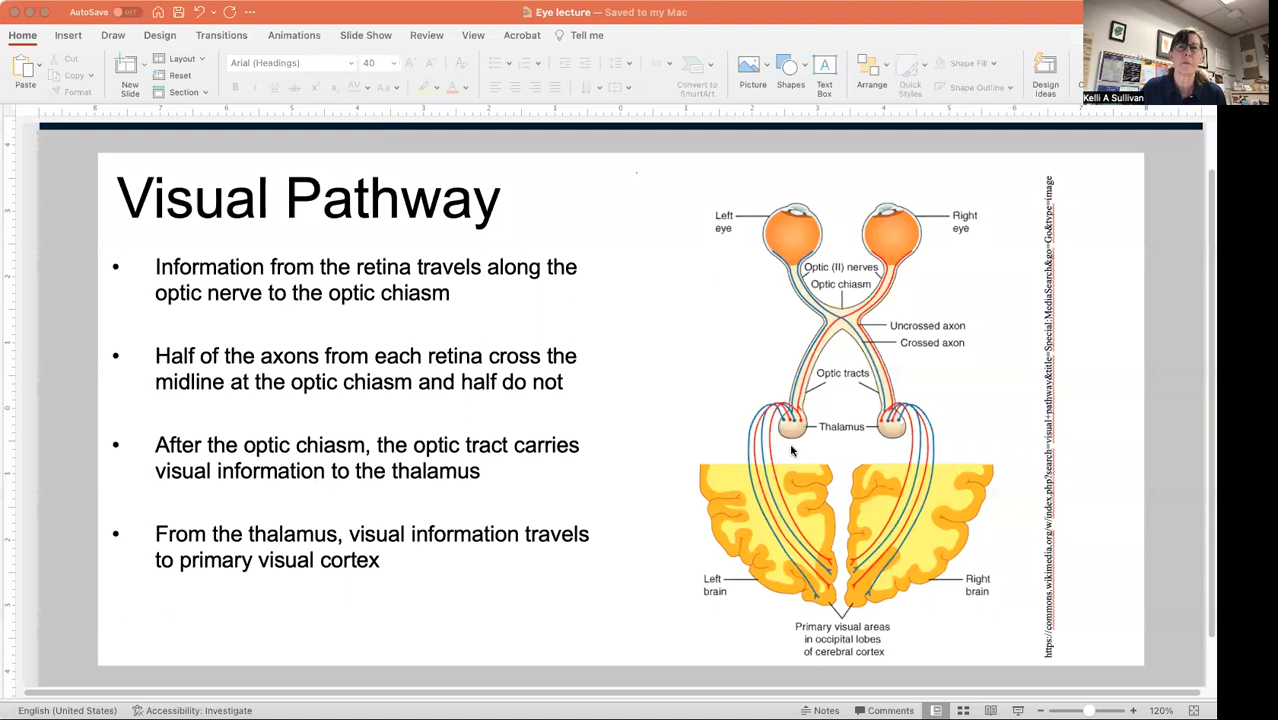 AutoSave OFF
Eye lecture — Saved to my Mac
Home Insert Draw Design Transitions Animations Slide Show Review View Acrobat Tell me
Paste
Cut
Copy
Format
New
Slide
Layout
Reset
Section
Arial (Headings) 40
Convert to
SmartArt
Picture
Shapes
Text
Box
Arrange
Quick
Styles
Shape Fill
Shape Outline
Design
Ideas
Kelli A Sullivan
Visual Pathway
• Information from the retina travels along the
optic nerve to the optic chiasm
• Half of the axons from each retina cross the
midline at the optic chiasm and half do not
• After the optic chiasm, the optic tract carries
visual information to the thalamus
• From the thalamus, visual information travels
to primary visual cortex
Left
eye
Right
eye
Optic (II) nerves
Optic chiasm
Uncrossed axon
Crossed axon
Optic tracts
Thalamus
Left
brain
Right
brain
Primary visual areas
in occipital lobes
of cerebral cortex
https://commons.wikimedia.org/w/index.php?search=visual+pathway&title=Special:MediaSearch&go=Go&type=image
English (United States) Accessibility: Investigate
Notes Comments 120%